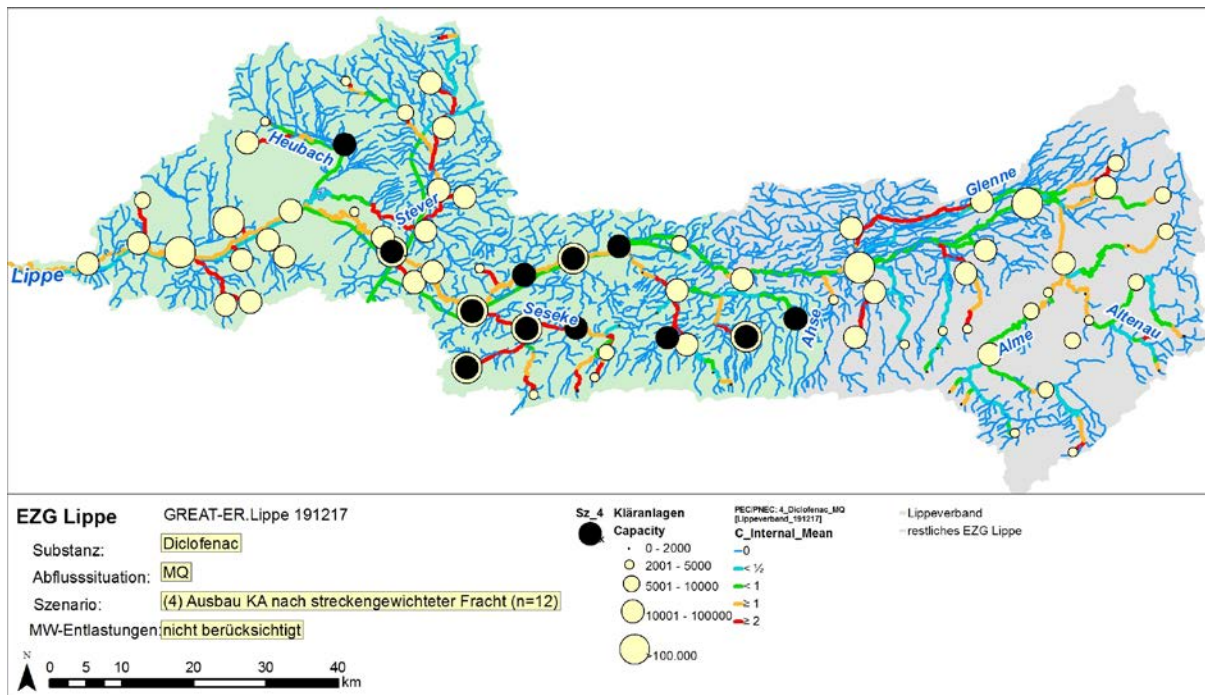 Heubach
Stever
Glenne
Lippe
Seseke
Ahse
Alme
Altenau
EZG Lippe
GREAT-ER.Lippe 191217
Substanz:
Diclofenac
Abflusssituation:
MQ
Szenario:
(4) Ausbau KA nach streckengewichteter Fracht (n=12)
MW-Entlastungen:
nicht berücksichtigt
N
0 5 10 20 30 40
km
Sz_4
x
Kläranlagen
Capacity
0 - 2000
2001 - 5000
5001 - 10000
10001 - 100000
>100.000
PEC/PNEC: 4_Diclofenac_MQ
[Lippeverband_191217]
C_Internal_Mean
0
< ½
< 1
≥ 1
≥ 2
Lippeverband
restliches EZG Lippe